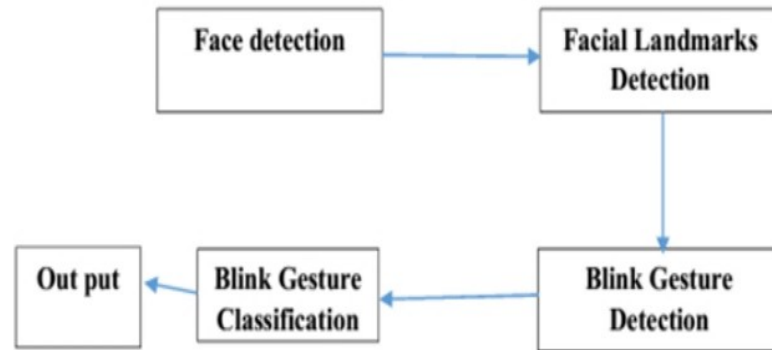 Face detection
Facial Landmarks
Detection
Blink Gesture
Detection
Blink Gesture
Classification
Out put